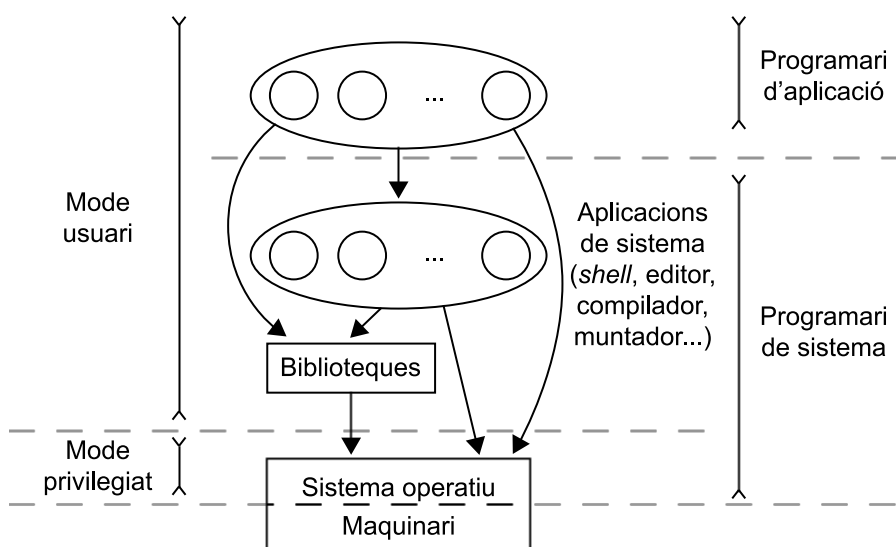 Programari
d’aplicació
...
Mode
usuari
Aplicacions
de sistema
(shell, editor,
compilador,
muntador...)
...
Programari
de sistema
Biblioteques
Mode
privilegiat
Sistema operatiu
Maquinari